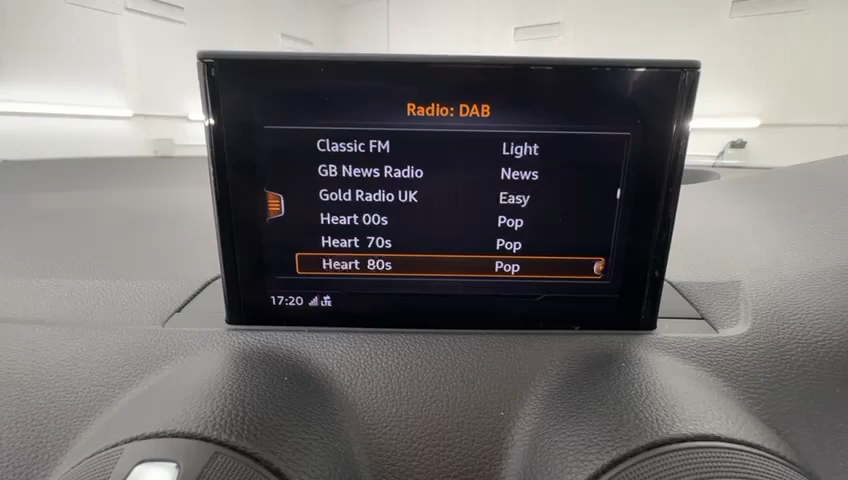 Radio: DAB
Classic FM Light
GB News Radio News
Gold Radio UK Easy
Heart 00s Pop
Heart 70s Pop
Heart 80s Pop
17:20 LTE